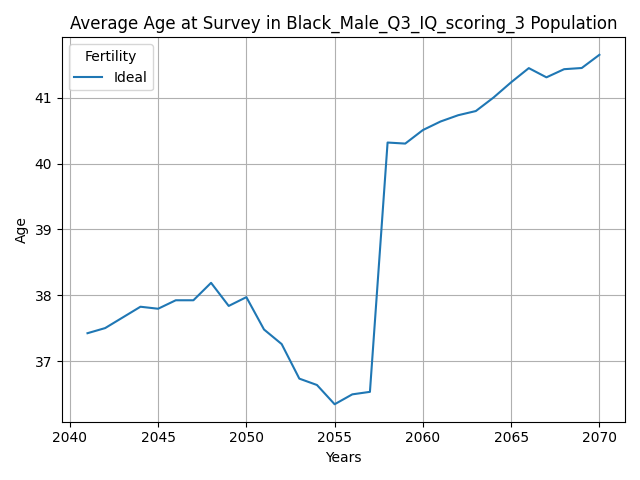 Average Age at Survey in Black_Male_Q3_IQ_scoring_3 Population
Fertility
Ideal
41
40
39
38
37
Age
2040 2045 2050 2055 2060 2065 2070
Years